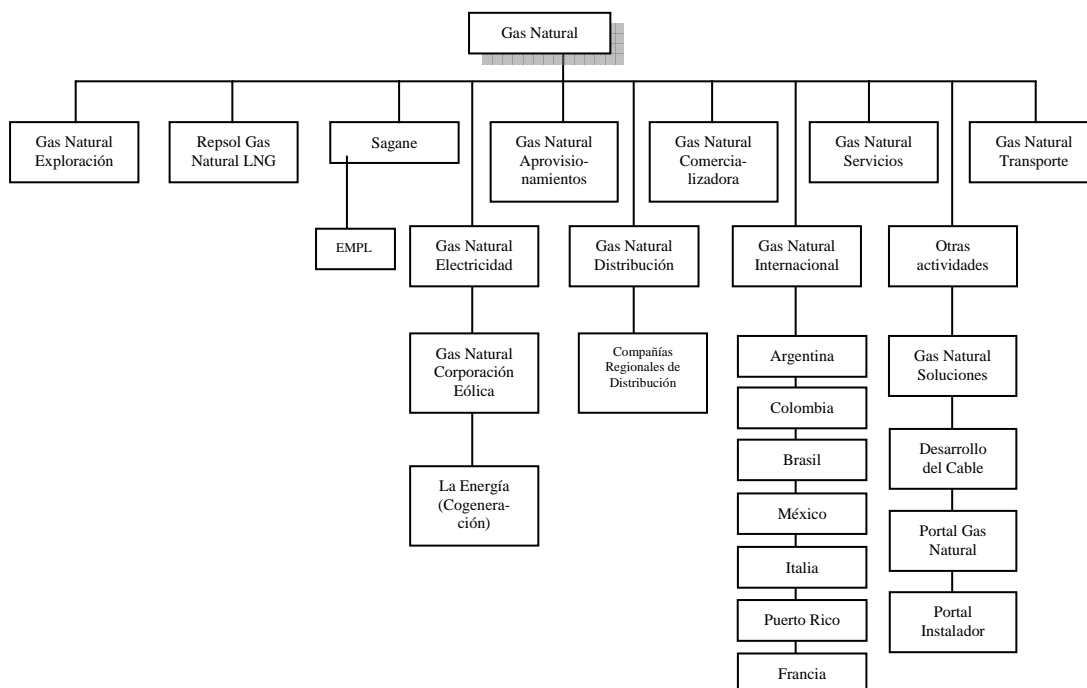 Gas Natural
Gas Natural
Exploración
Repsol Gas
Natural LNG
Sagane
Gas Natural
Aprovisio-
namientos
Gas Natural
Comercia-
lizadora
Gas Natural
Servicios
Gas Natural
Transporte
EMPL
Gas Natural
Electricidad
Gas Natural
Distribución
Gas Natural
Internacional
Otras
actividades
Gas Natural
Corporación
Eólica
Compañías
Regionales de
Distribución
Argentina
Gas Natural
Soluciones
Colombia
Brasil
Desarrollo
del Cable
La Energía
(Cogenera-
ción)
México
Portal Gas
Natural
Italia
Puerto Rico
Portal
Instalador
Francia